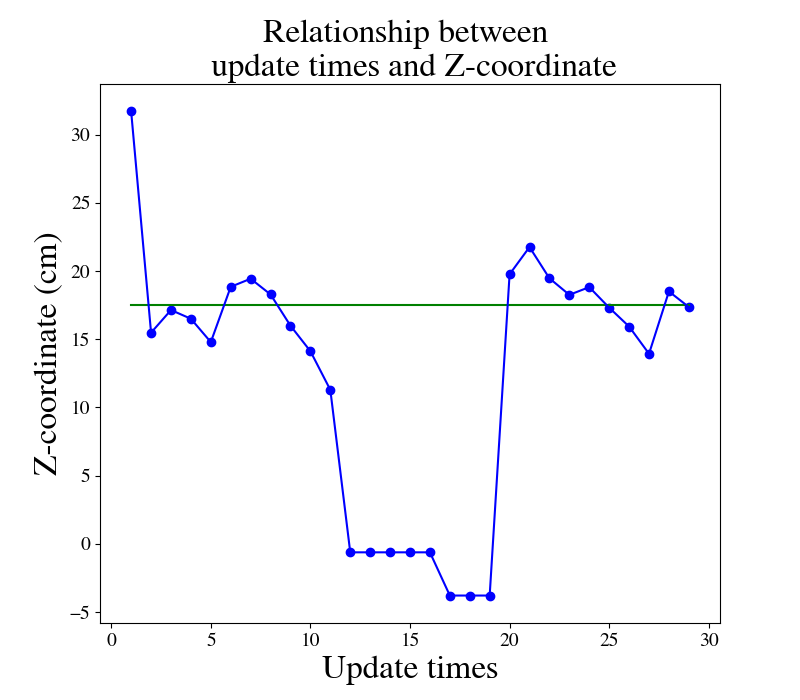 Relationship between
update times and Z-coordinate
Z-coordinate (cm)
30
25
20
15
10
5
0
−5
0 5 10 15 20 25 30
Update times